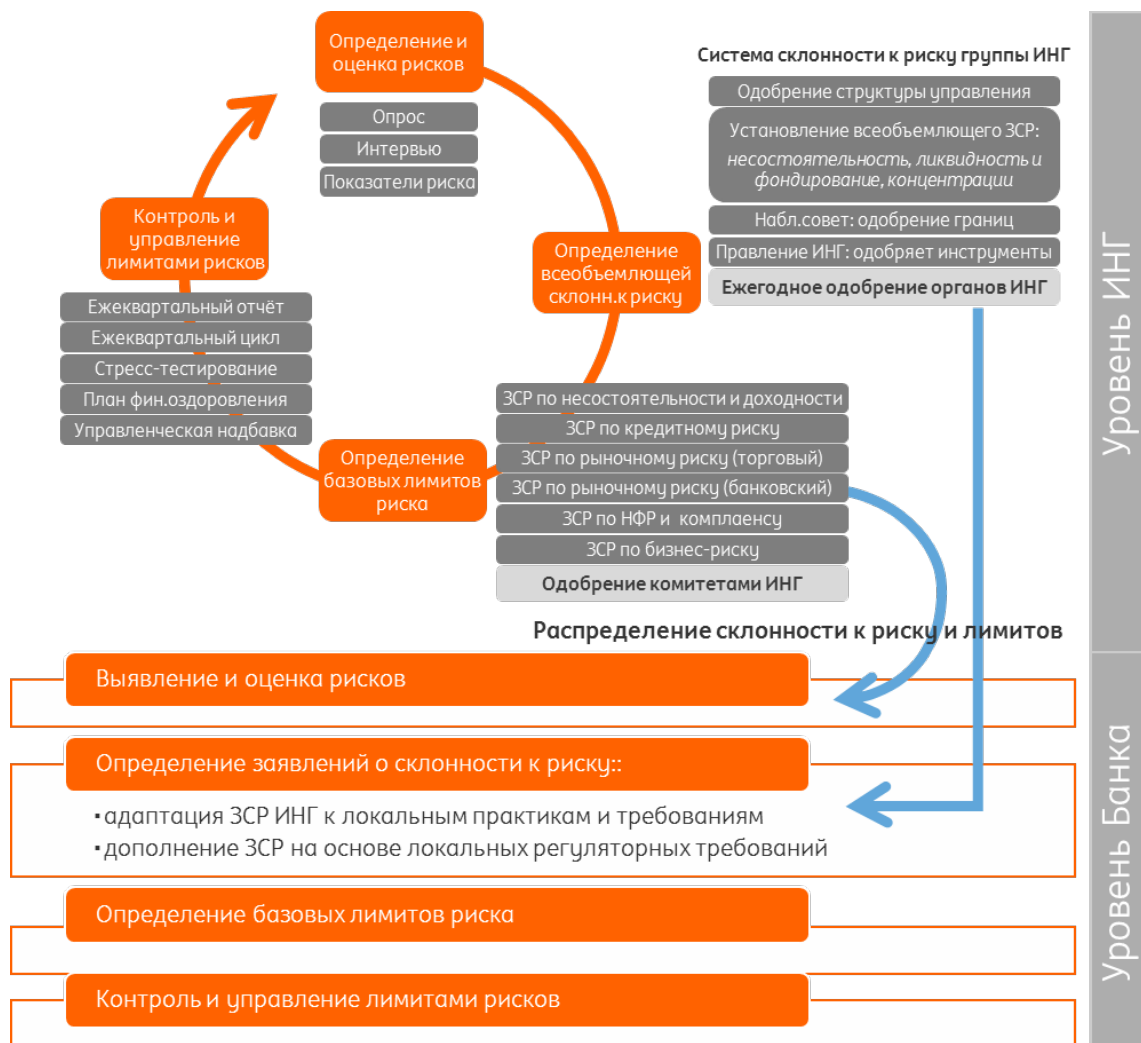 Определение и
оценка рисков
Опрос
Интервью
Показатели риска
Система склонности к риску группы ИНГ
Одобрение структуры управления
Установление всеобъемлющего ЗСР:
несостоятельность, ликвидность и
фондирование, концентрации
Набл.совет: одобрение границ
Правление ИНГ: одобряет инструменты
Ежегодное одобрение органов ИНГ
Контроль и
управление
лимитами рисков
Ежеквартальный отчёт
Ежеквартальный цикл
Стресс-тестирование
План фин.оздоровления
Управленческая надбавка
Определение
всеобъемлющей
склонн.к риску
Определение
базовых лимитов
риска
ЗСР по несостоятельности и доходности
ЗСР по кредитному риску
ЗСР по рыночному риску (торговый)
ЗСР по рыночному риску (банковский)
ЗСР по НФР и комплаенсу
ЗСР по бизнес-риску
Одобрение комитетами ИНГ
Уровень ИНГ
Распределение склонности к риску и лимитов
Выявление и оценка рисков
Определение заявлений о склонности к риску::
▪ адаптация ЗСР ИНГ к локальным практикам и требованиям
▪ дополнение ЗСР на основе локальных регуляторных требований
Определение базовых лимитов риска
Контроль и управление лимитами рисков
Уровень Банка